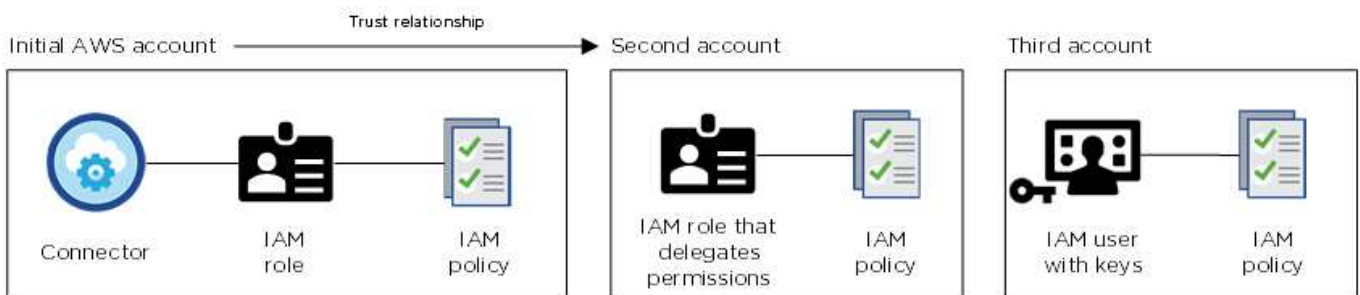 Trust relationship
Initial AWS account
Second account
Third account
Connector
IAM
role
IAM
policy
IAM role that
delegates
permissions
IAM
policy
IAM user
with keys
IAM
policy